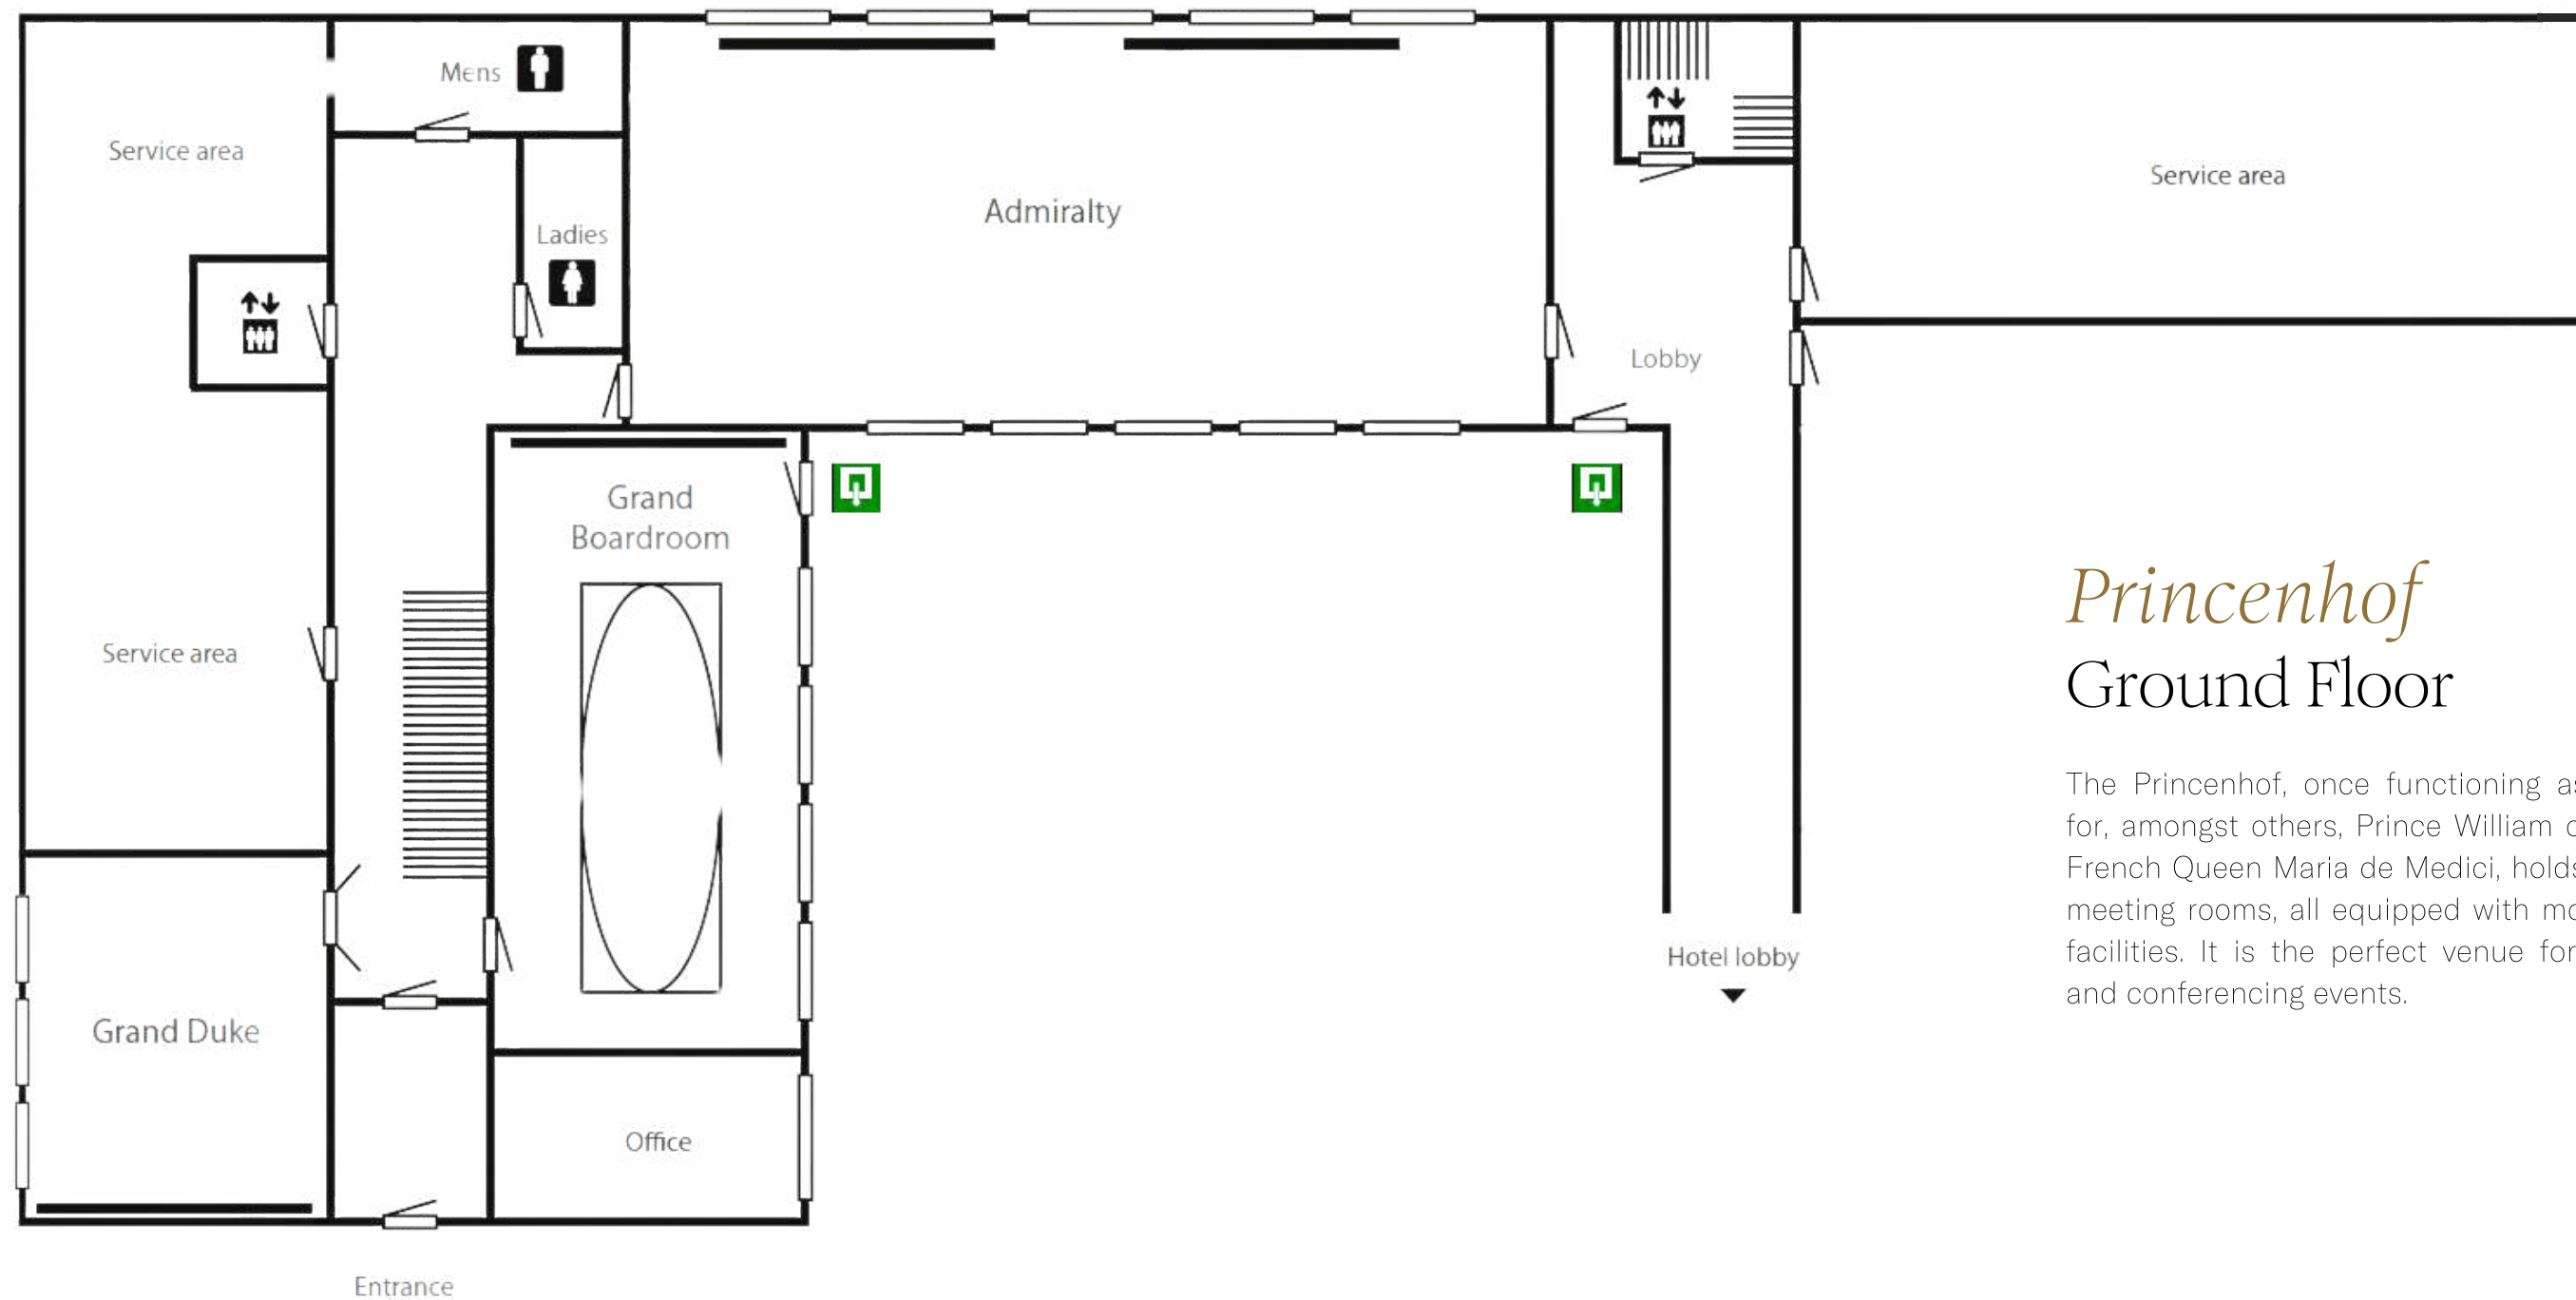 Mens
Service area
Ladies
Admiralty
Service area
Lobby
Grand
Boardroom
Service area
Grand Duke
Office
Entrance
Hotel lobby
Princenhof
Ground Floor
The Princenhof, once functioning as
for, amongst others, Prince William
French Queen Maria de Medici, holds
meeting rooms, all equipped with
facilities. It is the perfect venue for
and conferencing events.